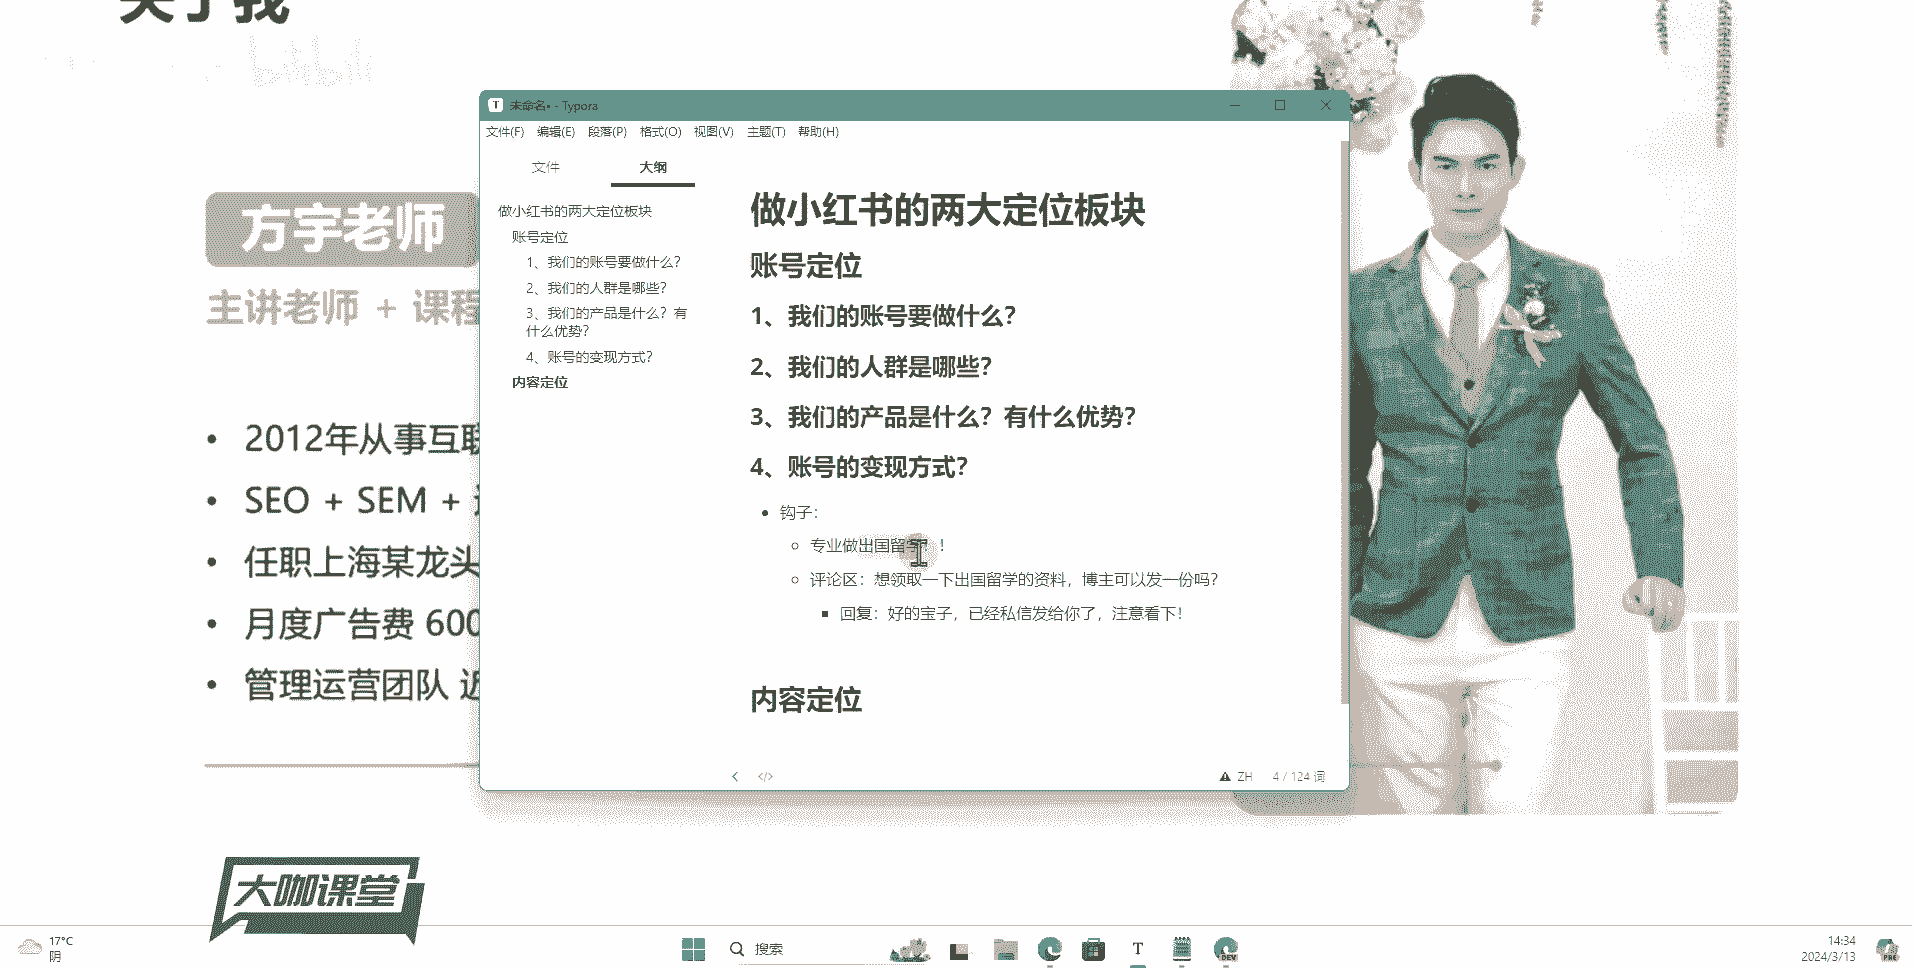 关于我
bilibili
方宇老师
主讲老师 + 课程
• 2012年从事互联
• SEO + SEM +
• 任职上海某龙头
• 月度广告费 600
• 管理运营团队 近
大咖课堂
T 未命名• - Typora
文件(F) 编辑(E) 段落(P) 格式(O) 视图(V) 主题(T) 帮助(H)
文件 大纲
做小红书的两大定位板块
账号定位
1、我们的账号要做什么?
2、我们的人群是哪些?
3、我们的产品是什么? 有
什么优势?
4、账号的变现方式?
内容定位
做小红书的两大定位板块
账号定位
1、我们的账号要做什么?
2、我们的人群是哪些?
3、我们的产品是什么? 有什么优势?
4、账号的变现方式?
• 钩子:
专业做出国留学! !
评论区: 想领取一下出国留学的资料, 博主可以发一份吗?
回复: 好的宝子, 已经私信发给你了, 注意看下!
内容定位
</> ZH 4 / 124 词
17°C
阴
搜索
T
DEV
14:34
2024/3/13
PRE